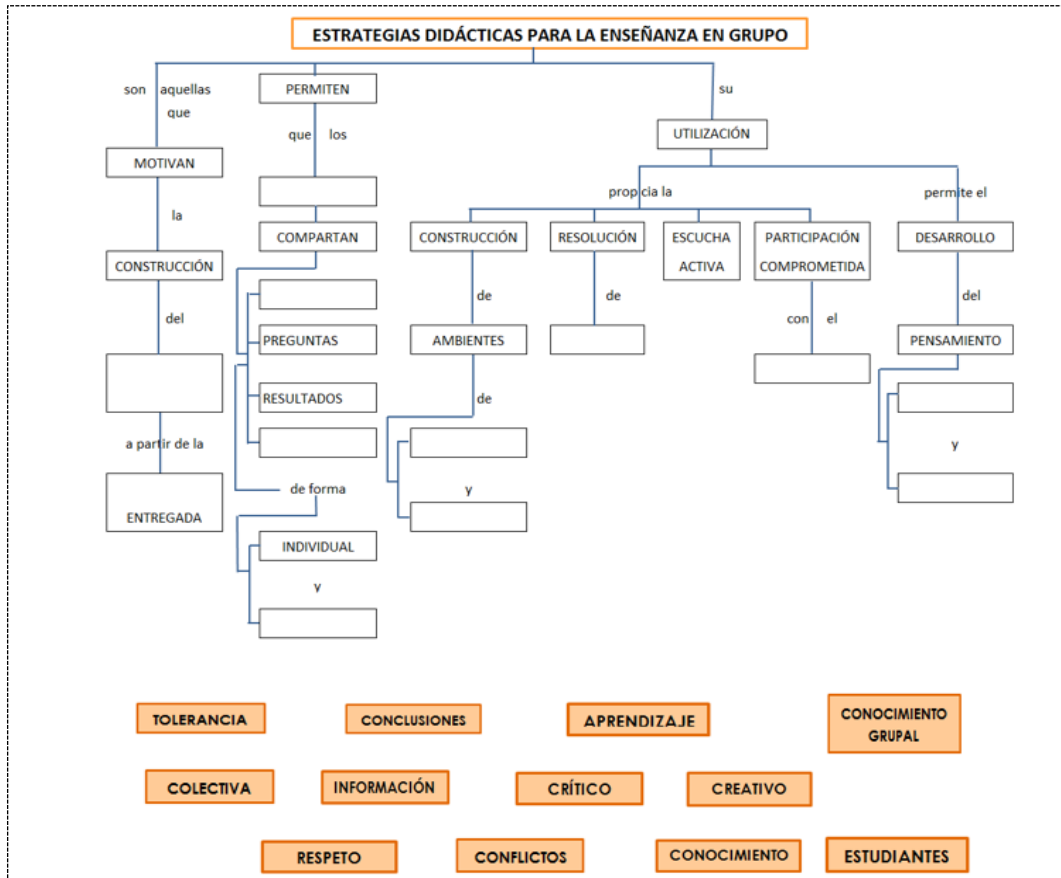 ESTRATEGIAS DIDÁCTICAS PARA LA ENSEÑANZA EN GRUPO
son aquellas
que
PERMITEN
su
que los
UTILIZACIÓN
MOTIVAN
propicia la
permite el
la
COMPARTAN
CONSTRUCCIÓN
RESOLUCIÓN
ESCUCHA
ACTIVA
PARTICIPACIÓN
COMPROMETIDA
DESARROLLO
CONSTRUCCIÓN
de
de
del
del
con el
PREGUNTAS
AMBIENTES
PENSAMIENTO
RESULTADOS
de
a partir de la
y
y
de forma
ENTREGADA
INDIVIDUAL
y
TOLERANCIA
CONCLUSIONES
APRENDIZAJE
CONOCIMIENTO
GRUPAL
COLECTIVA
INFORMACIÓN
CRÍTICO
CREATIVO
RESPETO
CONFLICTOS
CONOCIMIENTO
ESTUDIANTES